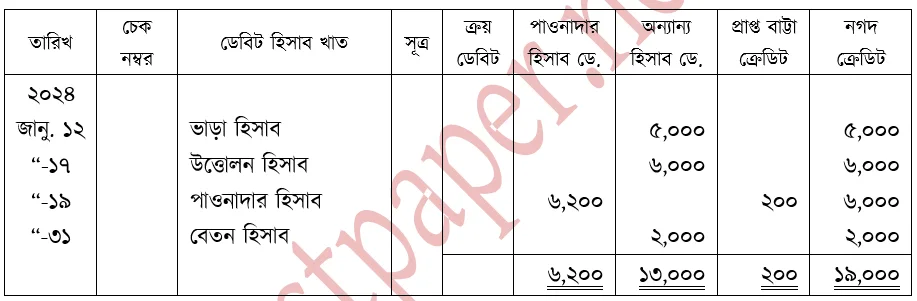 তারিখ চেক নম্বর ডেবিট হিসাব খাত সূত্র ক্রয় ডেবিট পাওনাদার হিসাব ডে. অন্যান্য হিসাব ডে. প্রাপ্ত বাট্টা ক্রেডিট নগদ ক্রেডিট
২০২৪
জানু. ১২ ভাড়া হিসাব ৫,০০০ ৫,০০০
“-১৭ উত্তোলন হিসাব ৬,০০০ ৬,০০০
“-১৯ পাওনাদার হিসাব ৬,২০০ ২০০ ৬,০০০
“-৩১ বেতন হিসাব ২,০০০ ২,০০০
৬,২০০ ১৩,০০০ ২০০ ১৯,০০০